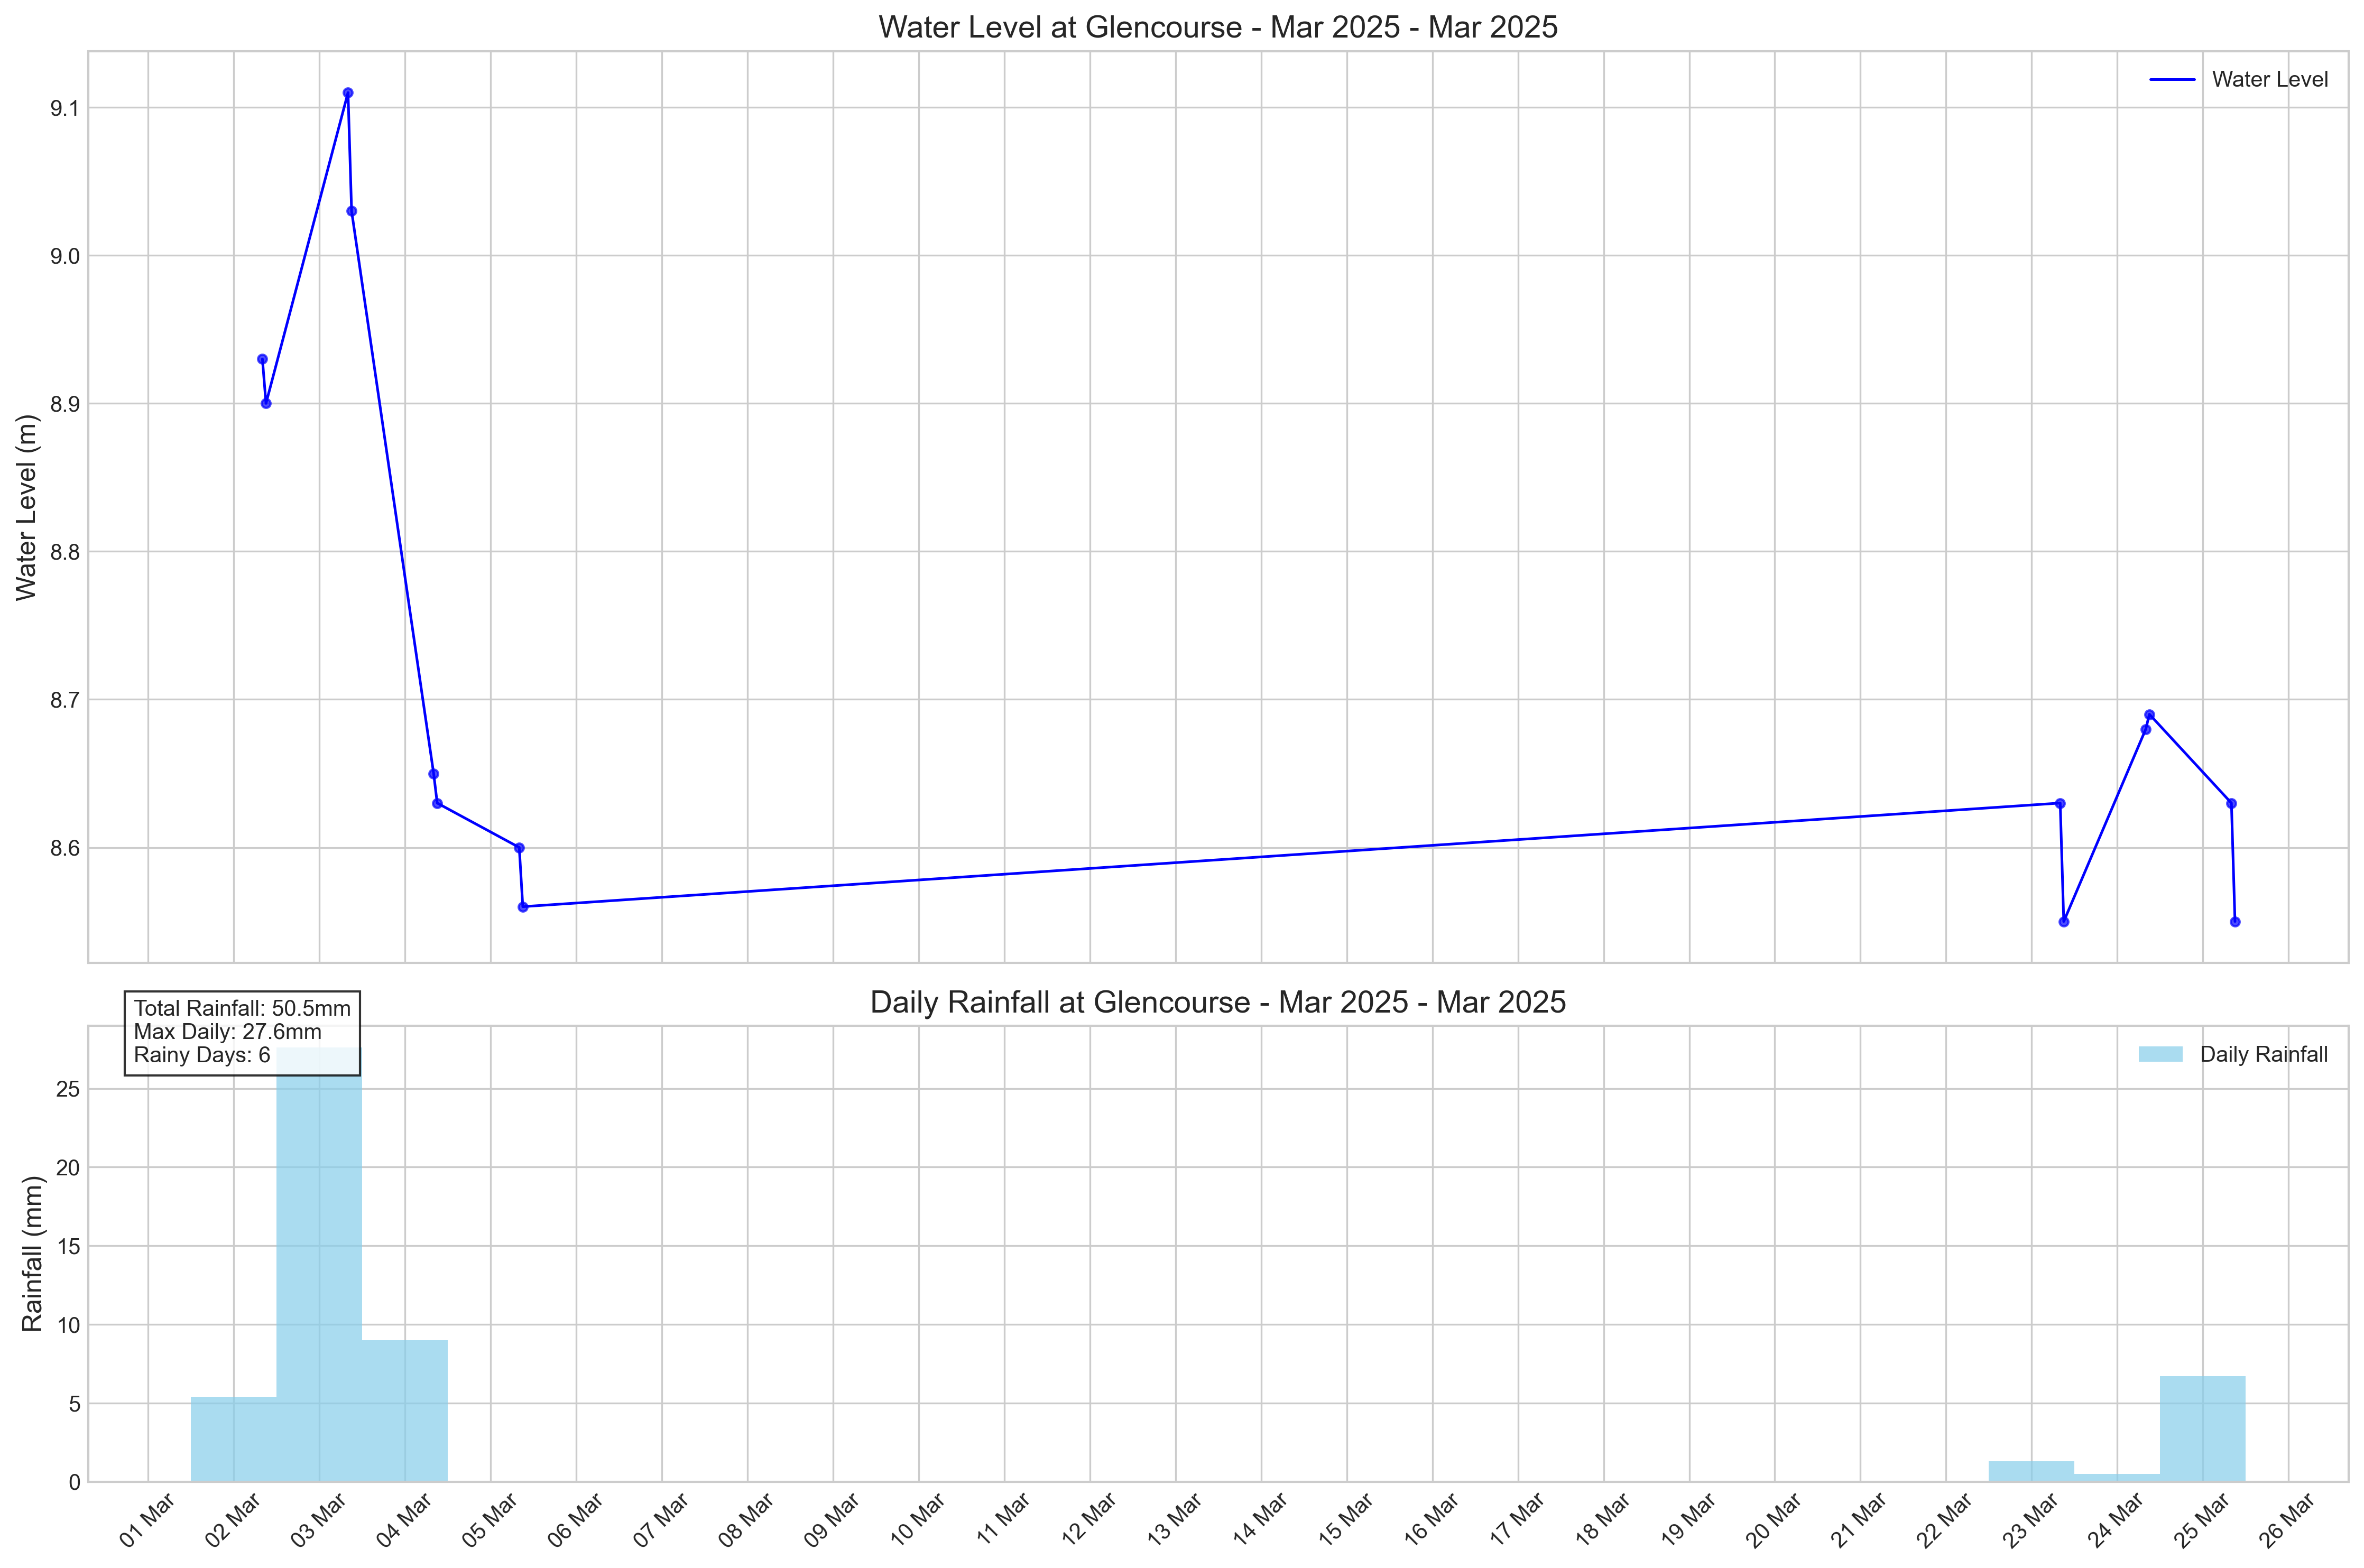 Water Level at Glencourse - Mar 2025 - Mar 2025
Water Level
Water Level (m)
9.1
9.0
8.9
8.8
8.7
8.6
Total Rainfall: 50.5mm
Max Daily: 27.6mm
Rainy Days: 6
Daily Rainfall at Glencourse - Mar 2025 - Mar 2025
Daily Rainfall
Rainfall (mm)
25
20
15
10
5
0
01 Mar
02 Mar
03 Mar
04 Mar
05 Mar
06 Mar
07 Mar
08 Mar
09 Mar
10 Mar
11 Mar
12 Mar
13 Mar
14 Mar
15 Mar
16 Mar
17 Mar
18 Mar
19 Mar
20 Mar
21 Mar
22 Mar
23 Mar
24 Mar
25 Mar
26 Mar